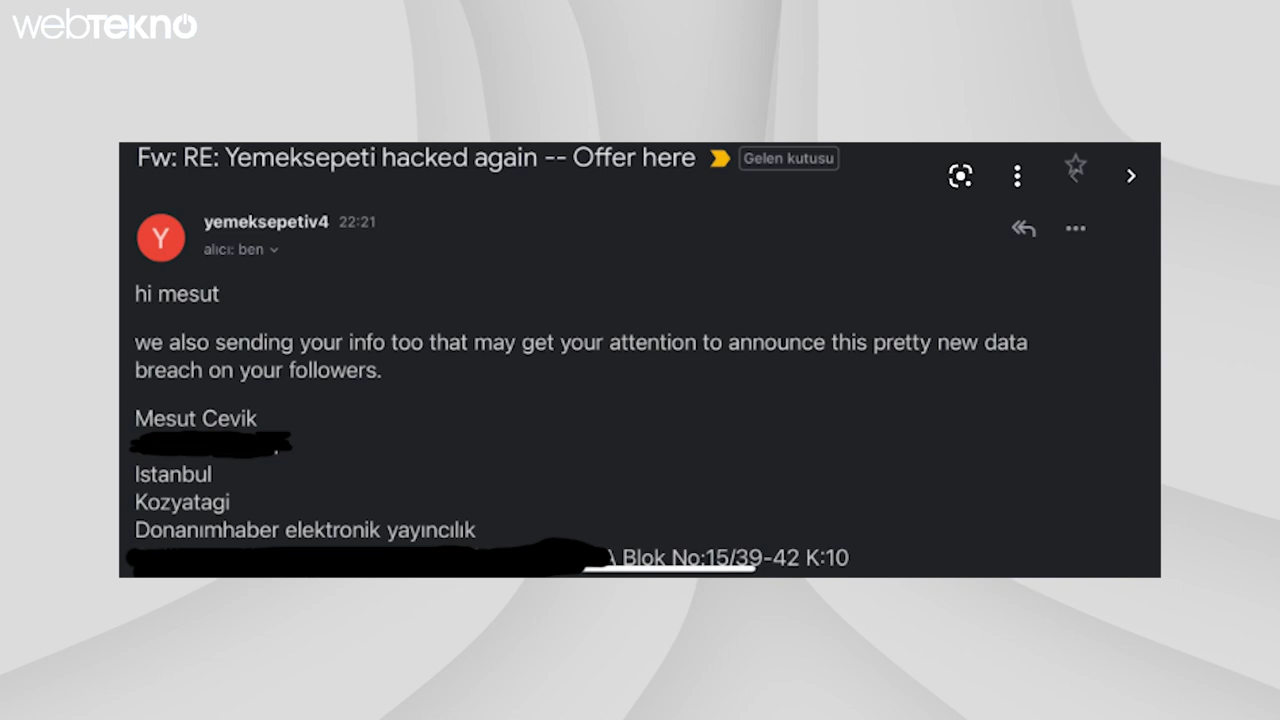 webTEKNO
Fw: RE: Yemeksepeti hacked again -- Offer here
Gelen kutusu
Y
yemeksepetiv4 22:21
alıcı: ben
hi mesut
we also sending your info too that may get your attention to announce this pretty new data
breach on your followers.
Mesut Cevik
Istanbul
Kozyatagi
Donanımhaber elektronik yayıncılık
A Blok No:15/39-42 K:10